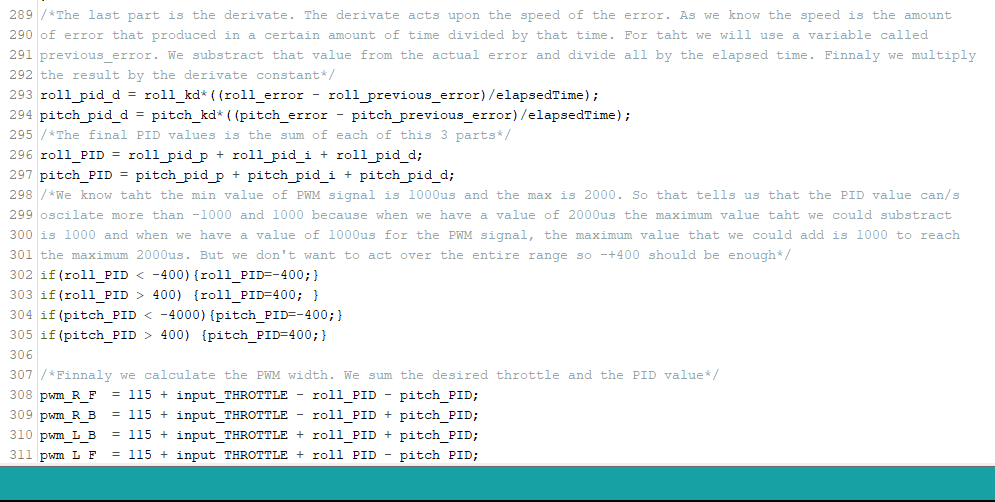 289 /*The last part is the derivate. The derivate acts upon the speed of the error. As we know the speed is the amount
290 of error that produced in a certain amount of time divided by that time. For taht we will use a variable called
291 previous_error. We substract that value from the actual error and divide all by the elapsed time. Finnaly we multiply
292 the result by the derivate constant*/
293 roll_pid_d = roll_kd*((roll_error - roll_previous_error)/elapsedTime);
294 pitch_pid_d = pitch_kd*((pitch_error - pitch_previous_error)/elapsedTime);
295 /*The final PID values is the sum of each of this 3 parts*/
296 roll_PID = roll_pid_p + roll_pid_i + roll_pid_d;
297 pitch_PID = pitch_pid_p + pitch_pid_i + pitch_pid_d;
298 /*We know taht the min value of PWM signal is 1000us and the max is 2000. So that tells us that the PID value can/s
299 oscilate more than -1000 and 1000 because when we have a value of 2000us the maximum value taht we could substract
300 is 1000 and when we have a value of 1000us for the PWM signal, the maximum value that we could add is 1000 to reach
301 the maximum 2000us. But we don't want to act over the entire range so -+400 should be enough*/
302 if(roll_PID < -400){roll_PID=-400;}
303 if(roll_PID > 400) {roll_PID=400; }
304 if(pitch_PID < -4000){pitch_PID=-400;}
305 if(pitch_PID > 400) {pitch_PID=400;}
306
307 /*Finnaly we calculate the PWM width. We sum the desired throttle and the PID value*/
308 pwm_R_F  = 115 + input_THROTTLE - roll_PID - pitch_PID;
309 pwm_R_B  = 115 + input_THROTTLE - roll_PID + pitch_PID;
310 pwm_L_B  = 115 + input_THROTTLE + roll_PID + pitch_PID;
311 pwm_L_F  = 115 + input_THROTTLE + roll_PID - pitch_PID;